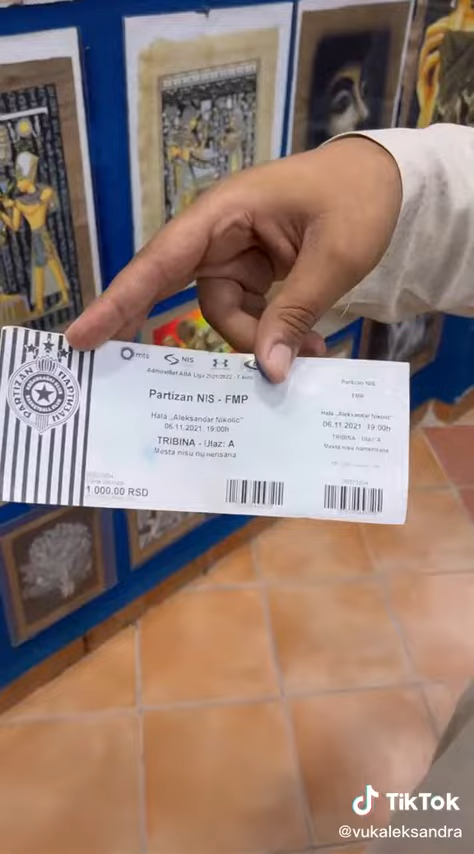 PARTIZAN
mts
NIS
AdmiralBet ABA Liga 2021/2022 - 7. kolo
Partizan NIS - FMP
Hala „Aleksandar Nikolić“
06.11.2021 19:00h
TRIBINA - Ulaz: A
Mesta nisu numerisana
1.000.00 RSD
Partizan NIS
FMP
Hala „Aleksandar Nikolić“
06.11.2021 19:00h
TRIBINA - Ulaz: A
Mesta nisu numerisana
TikTok
@vukaleksandra